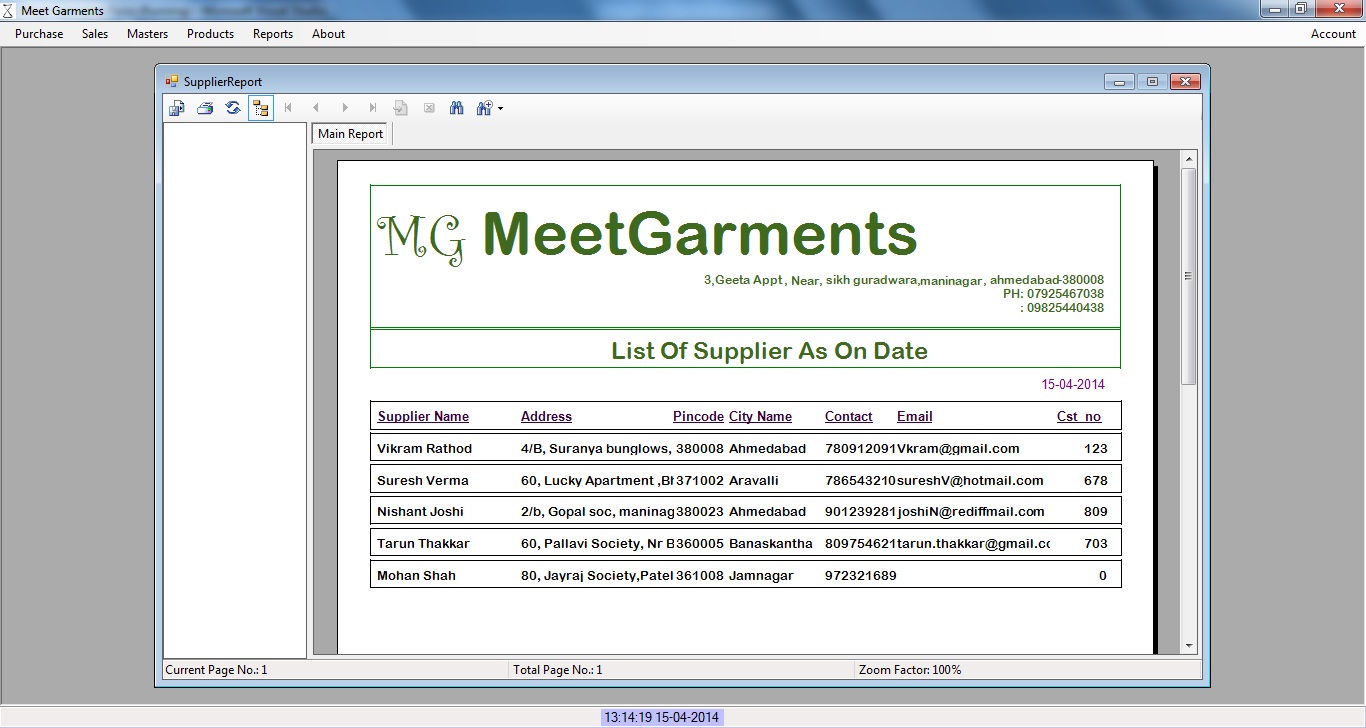 Meet Garments
Purchase Sales Masters Products Reports About Account
SupplierReport
Main Report
MG MeetGarments
3,Geeta Appt , Near, sikh guradwara,maninagar, ahmedabad-380008
PH: 07925467038
: 09825440438
List Of Supplier As On Date
15-04-2014
Supplier Name Address Pincode City Name Contact Email Cst_no
Vikram Rathod 4/B, Suranya bunglows, 380008 Ahmedabad 780912091 Vkram@gmail.com 123
Suresh Verma 60, Lucky Apartment ,Bh 371002 Aravalli 786543210 sureshV@hotmail.com 678
Nishant Joshi 2/b, Gopal soc, maninag 380023 Ahmedabad 901239281 joshiN@rediffmail.com 809
Tarun Thakkar 60, Pallavi Society, Nr B 360005 Banaskantha 809754621 tarun.thakkar@gmail.cc 703
Mohan Shah 80, Jayraj Society,Patel 361008 Jamnagar 972321689 0
Current Page No.: 1 Total Page No.: 1 Zoom Factor: 100%
13:14:19 15-04-2014